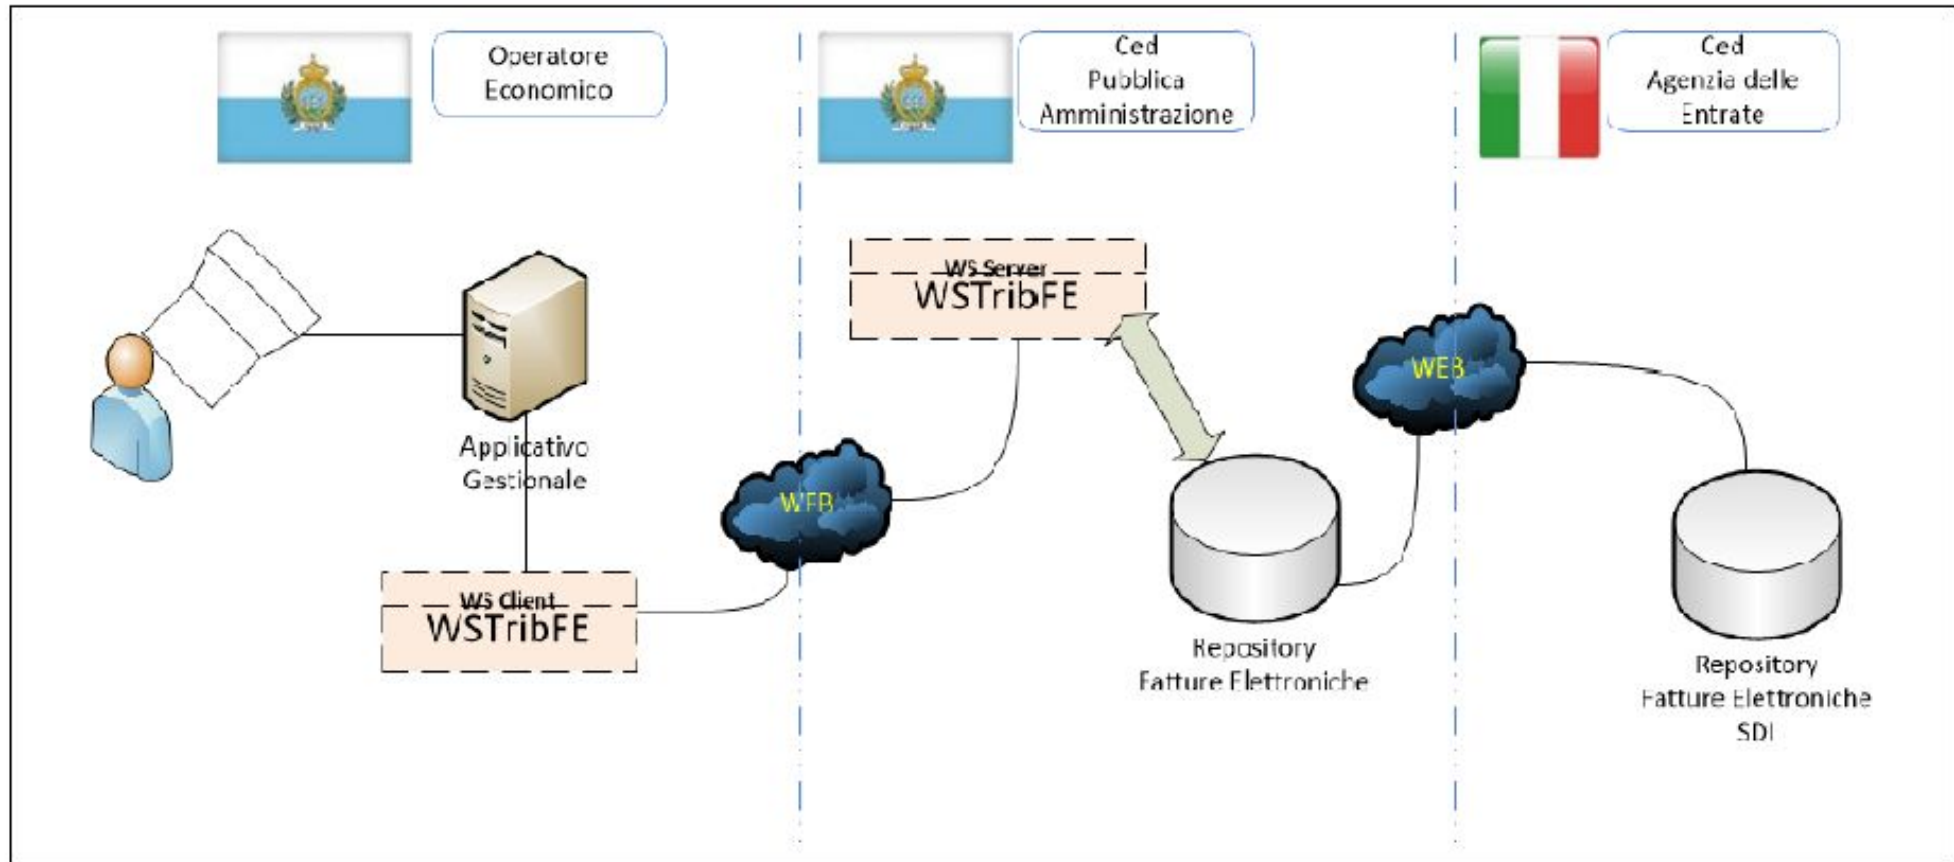 Operatore
Economico
Ced
Pubblica
Amministrazione
Ced
Agenzia delle
Entrate
WS Server
WSTribFE
WEB
Applicativo
Gestionale
WEB
WS Client
WSTribFE
Repository
Fatture Elettroniche
Repository
Fatture Elettroniche
SDI